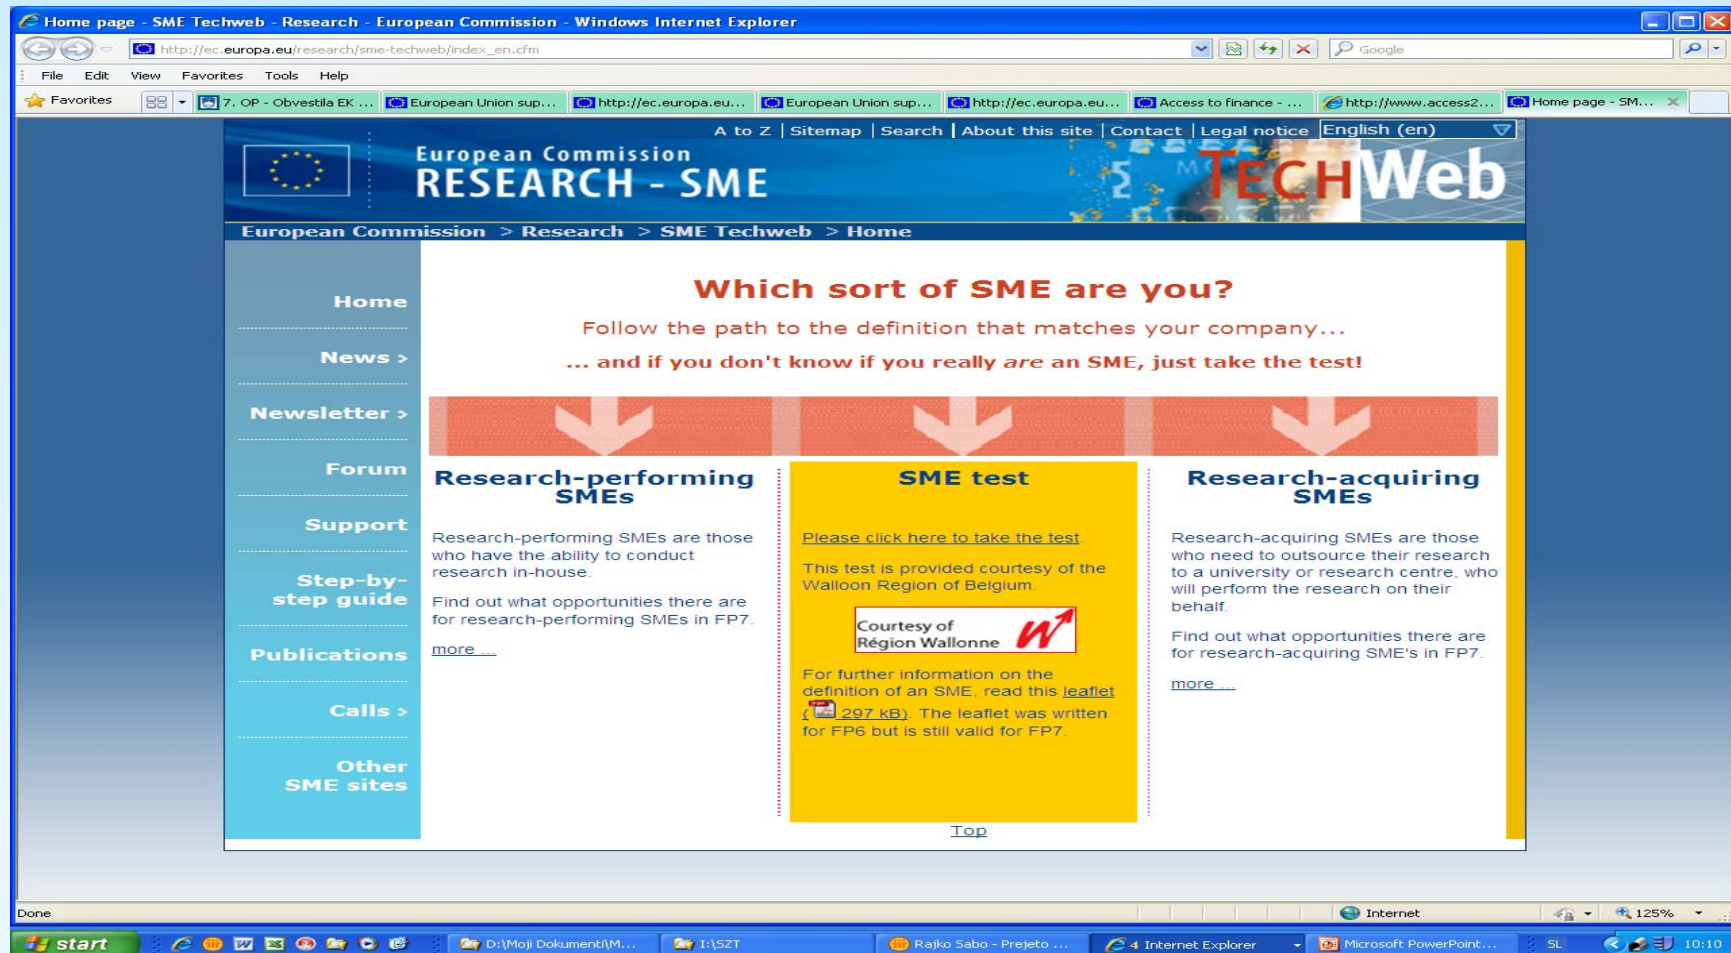 Home page - SME Techweb - Research - European Commission - Windows Internet Explorer
http://ec.europa.eu/research/sme-techweb/index_en.cfm
Google
File Edit View Favorites Tools Help
Favorites
7. OP - Obvestila EK ...
European Union sup...
http://ec.europa.eu...
European Union sup...
http://ec.europa.eu...
Access to finance - ...
http://www.access2...
Home page - SM...
A to Z | Sitemap | Search | About this site | Contact | Legal notice English (en)
European Commission
RESEARCH - SME
TECHWeb
European Commission > Research > SME Techweb > Home
Home
News >
Newsletter >
Forum
Support
Step-by-
step guide
Publications
Calls >
Other
SME sites
Which sort of SME are you?
Follow the path to the definition that matches your company...
... and if you don't know if you really are an SME, just take the test!
Research-performing
SMEs
Research-performing SMEs are those
who have the ability to conduct
research in-house.
Find out what opportunities there are
for research-performing SMEs in FP7.
more ...
SME test
Please click here to take the test.
This test is provided courtesy of the
Walloon Region of Belgium.
Courtesy of
Région Wallonne
For further information on the
definition of an SME, read this leaflet
( 297 kB). The leaflet was written
for FP6 but is still valid for FP7.
Research-acquiring
SMEs
Research-acquiring SMEs are those
who need to outsource their research
to a university or research centre, who
will perform the research on their
behalf.
Find out what opportunities there are
for research-acquiring SME's in FP7.
more ...
Top
Done
Internet
125%
start
D:\Moji Dokumenti\M...
I:\SZT
Rajko Sabo - Prejeto ...
4 Internet Explorer
Microsoft PowerPoint...
SL
10:10